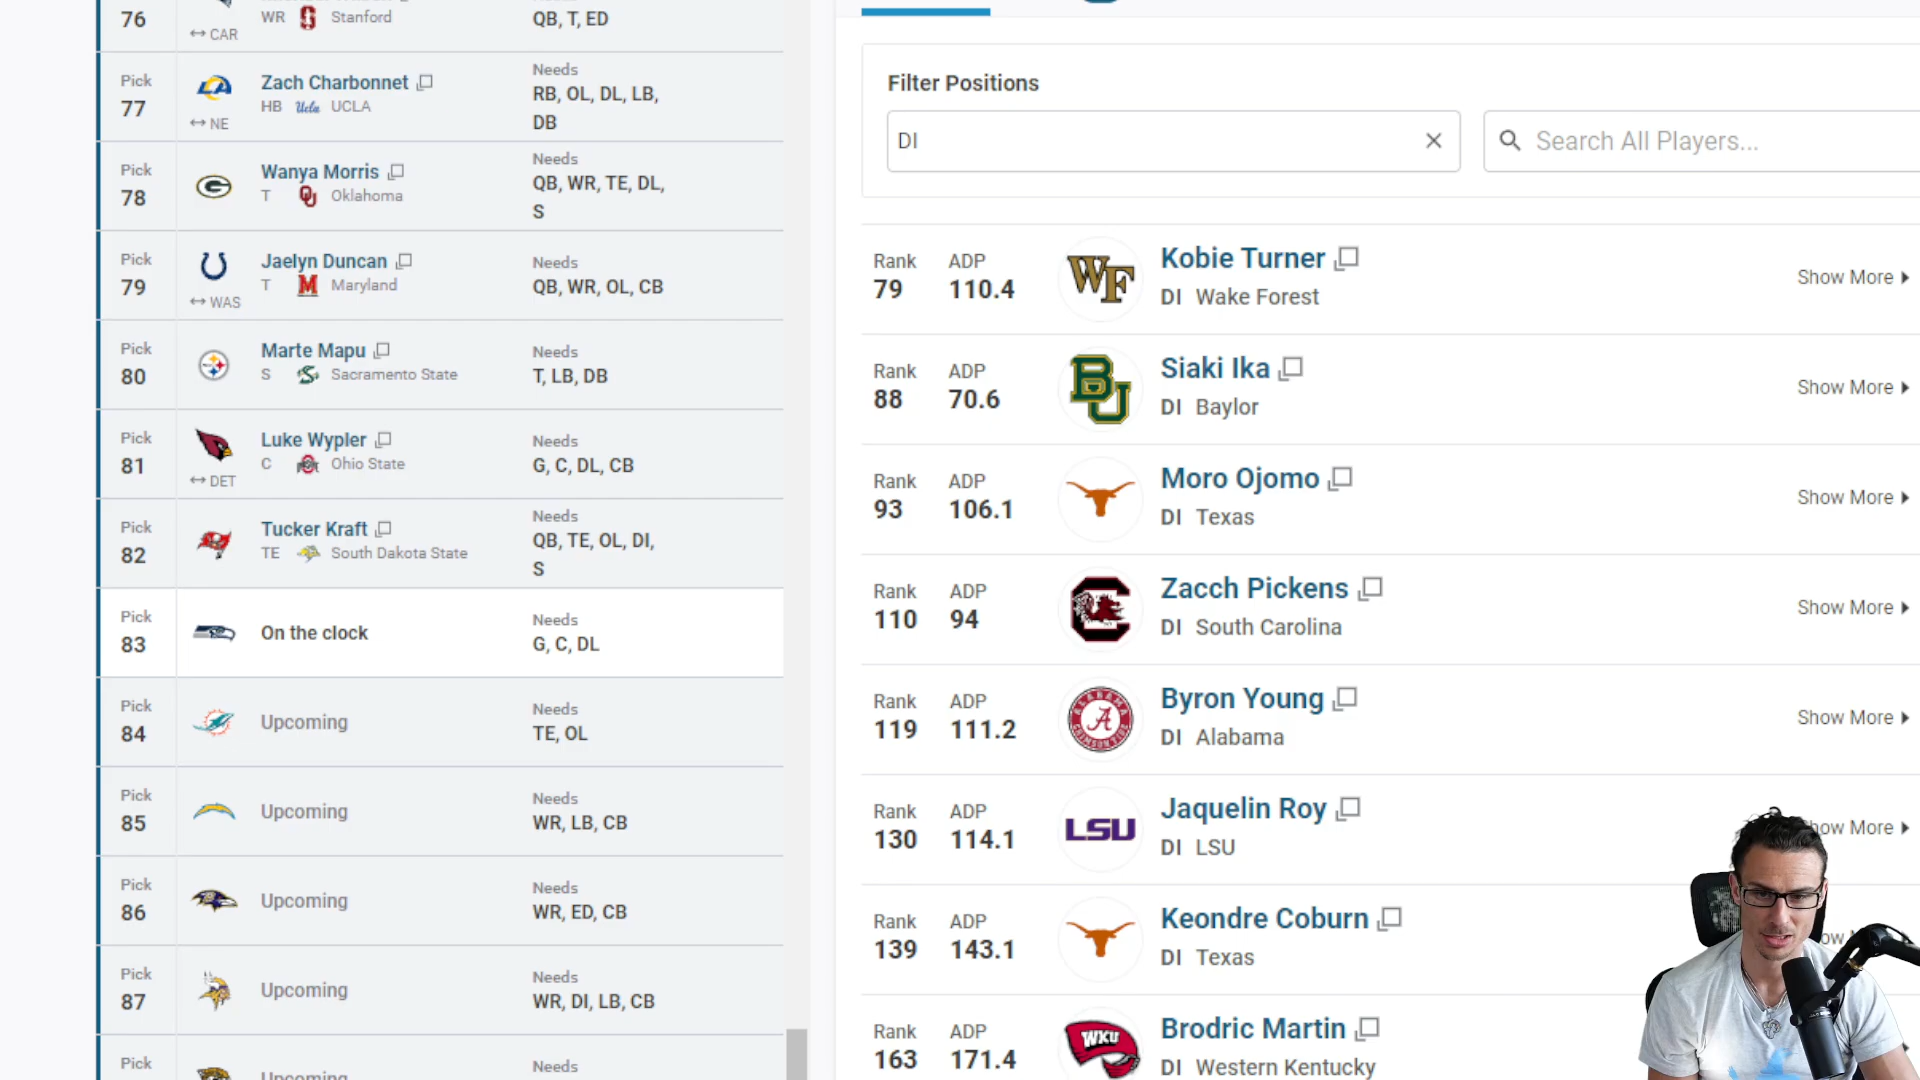 76
WR Stanford
QB, T, ED
↔ CAR
Pick
77
Zach Charbonnet
HB Ucla UCLA
↔ NE
Needs
RB, OL, DL, LB,
DB
Pick
78
Wanya Morris
T OU Oklahoma
Needs
QB, WR, TE, DL,
S
Pick
79
Jaelyn Duncan
T M Maryland
↔ WAS
Needs
QB, WR, OL, CB
Pick
80
Marte Mapu
S Sacramento State
Needs
T, LB, DB
Pick
81
Luke Wypler
C Ohio State
↔ DET
Needs
G, C, DL, CB
Pick
82
Tucker Kraft
TE South Dakota State
Needs
QB, TE, OL, DI,
S
Pick
83
On the clock
Needs
G, C, DL
Pick
84
Upcoming
Needs
TE, OL
Pick
85
Upcoming
Needs
WR, LB, CB
Pick
86
Upcoming
Needs
WR, ED, CB
Pick
87
Upcoming
Needs
WR, DI, LB, CB
Pick
Upcoming
Needs
Filter Positions
DI
Search All Players...
Rank ADP
79 110.4
WF
Kobie Turner
DI Wake Forest
Show More
Rank ADP
88 70.6
BU
Siaki Ika
DI Baylor
Show More
Rank ADP
93 106.1
Moro Ojomo
DI Texas
Show More
Rank ADP
110 94
Zacch Pickens
DI South Carolina
Show More
Rank ADP
119 111.2
Byron Young
DI Alabama
Show More
Rank ADP
130 114.1
LSU
Jaquelin Roy
DI LSU
Show More
Rank ADP
139 143.1
Keondre Coburn
DI Texas
Rank ADP
163 171.4
WKU
Brodric Martin
DI Western Kentucky